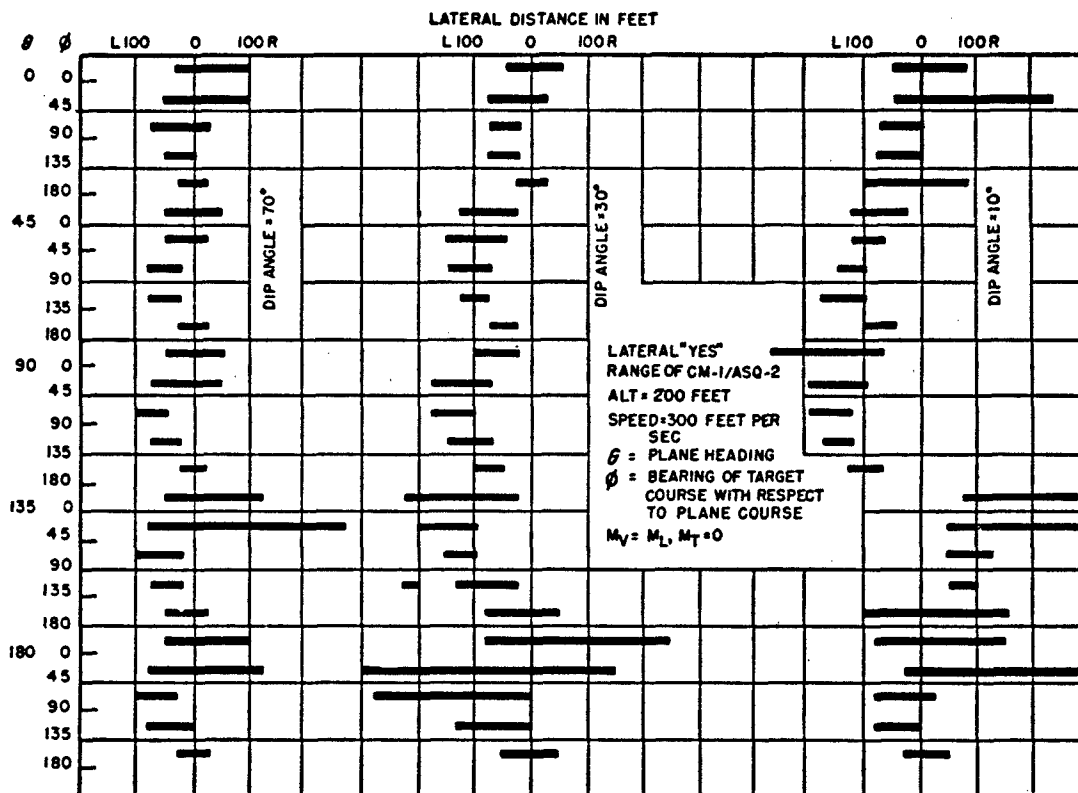 LATERAL DISTANCE IN FEET
θ φ L100 0 100R L100 0 100R L100 0 100R
0 0
45
90
135
180
45 0
45
90
135
180
90 0
45
90
135
180
135 0
45
90
135
180
180 0
45
90
135
180
DIP ANGLE = 70°
DIP ANGLE = 30°
DIP ANGLE = 10°
LATERAL "YES"
RANGE OF CM-1/ASQ-2
ALT = 200 FEET
SPEED = 300 FEET PER
SEC
θ = PLANE HEADING
φ = BEARING OF TARGET
COURSE WITH RESPECT
TO PLANE COURSE
M_V = M_L, M_T = 0